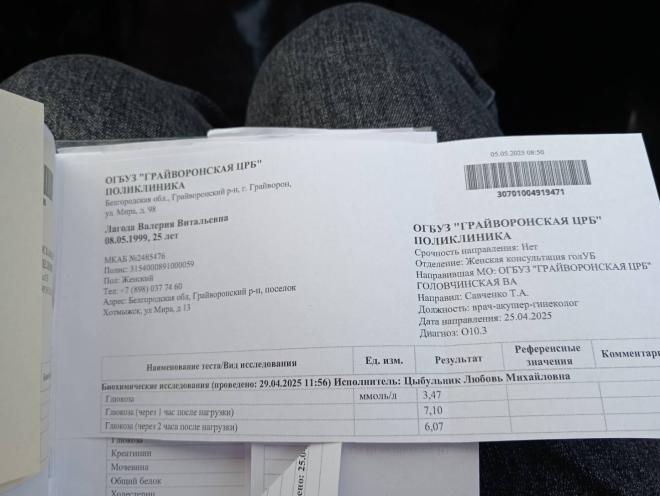 ОГБУЗ "ГРАЙВОРОНСКАЯ ЦРБ"
ПОЛИКЛИНИКА
Белгородская обл., Грайворонский р-н, г. Грайворон,
ул. Мира, д. 98
Лагода Валерия Витальевна
08.05.1999, 25 лет
МКАБ №2485476
Полис: 3154000891000059
Пол: Женский
Тел: +7 (898) 037 74 60
Адрес: Белгородская обл, Грайворонский р-н, поселок
Хотмыжск, ул Мира, д 13
05.05.2025 08:50
30701004919471
ОГБУЗ "ГРАЙВОРОНСКАЯ ЦРБ"
ПОЛИКЛИНИКА
Срочность направления: Нет
Отделение: Женская консультация голУБ
Направившая МО: ОГБУЗ "ГРАЙВОРОНСКАЯ ЦРБ"
ГОЛОВЧИНСКАЯ ВА
Направил: Савченко Т.А.
Должность: врач-акушер-гинеколог
Дата направления: 25.04.2025
Диагноз: O10.3
Наименование теста/Вид исследования Ед. изм. Результат Референсные значения Комментари
Биохимические исследования (проведено: 29.04.2025 11:56) Исполнитель: Цыбульник Любовь Михайловна
Глюкоза ммоль/л 3,47
Глюкоза (через 1 час после нагрузки) 7,10
Глюкоза (через 2 часа после нагрузки) 6,07
Глюкоза
Креатинин
Мочевина
Общий белок
Холестерин